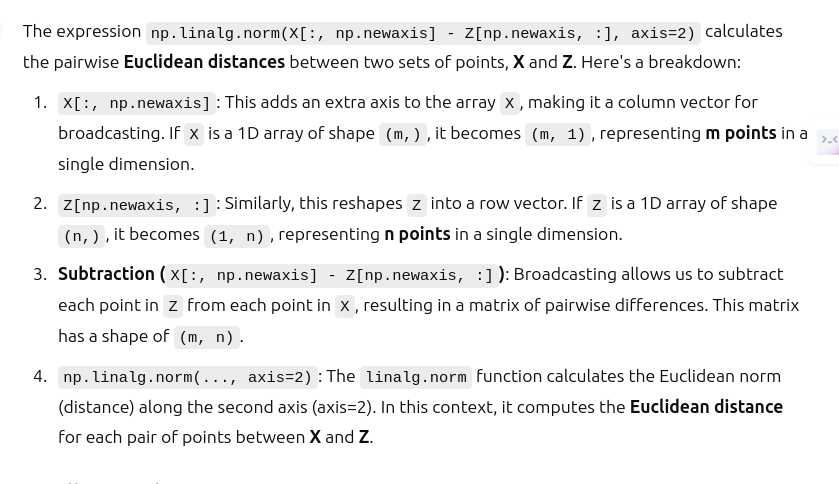 The expression np.linalg.norm(X[:, np.newaxis] - Z[np.newaxis, :], axis=2) calculates
the pairwise Euclidean distances between two sets of points, X and Z. Here's a breakdown:
1. X[:, np.newaxis] : This adds an extra axis to the array X , making it a column vector for
broadcasting. If X is a 1D array of shape (m,) , it becomes (m, 1) , representing m points in a
single dimension.
2. Z[np.newaxis, :] : Similarly, this reshapes Z into a row vector. If Z is a 1D array of shape
(n,) , it becomes (1, n) , representing n points in a single dimension.
3. Subtraction ( X[:, np.newaxis] - Z[np.newaxis, :] ): Broadcasting allows us to subtract
each point in Z from each point in X , resulting in a matrix of pairwise differences. This matrix
has a shape of (m, n) .
4. np.linalg.norm(..., axis=2) : The linalg.norm function calculates the Euclidean norm
(distance) along the second axis (axis=2). In this context, it computes the Euclidean distance
for each pair of points between X and Z.